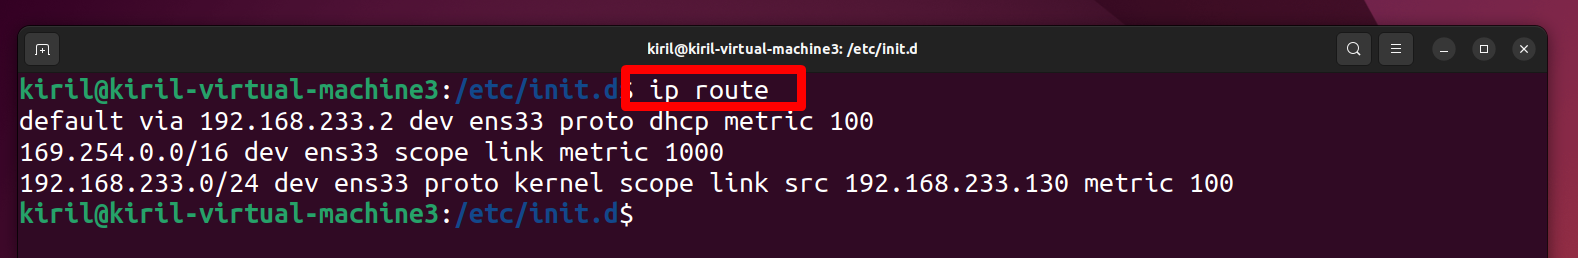 kiril@kiril-virtual-machine3: /etc/init.d
kiril@kiril-virtual-machine3:/etc/init.d$ ip route
default via 192.168.233.2 dev ens33 proto dhcp metric 100
169.254.0.0/16 dev ens33 scope link metric 1000
192.168.233.0/24 dev ens33 proto kernel scope link src 192.168.233.130 metric 100
kiril@kiril-virtual-machine3:/etc/init.d$